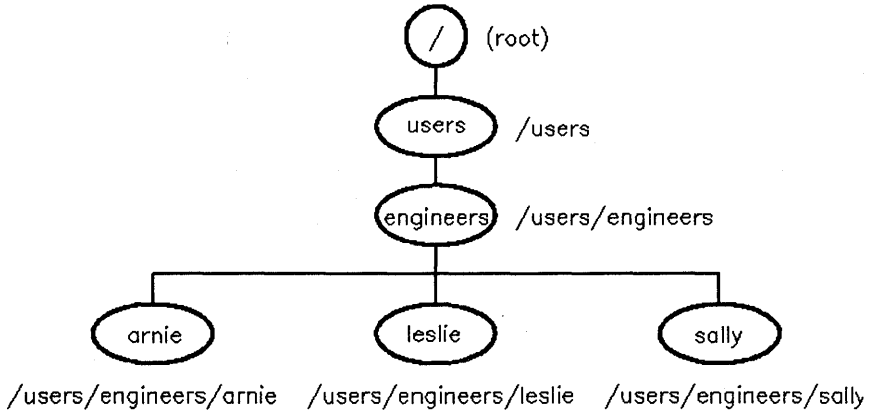 / (root)
users /users
engineers /users/engineers
arnie leslie sally
/users/engineers/arnie /users/engineers/leslie /users/engineers/sally